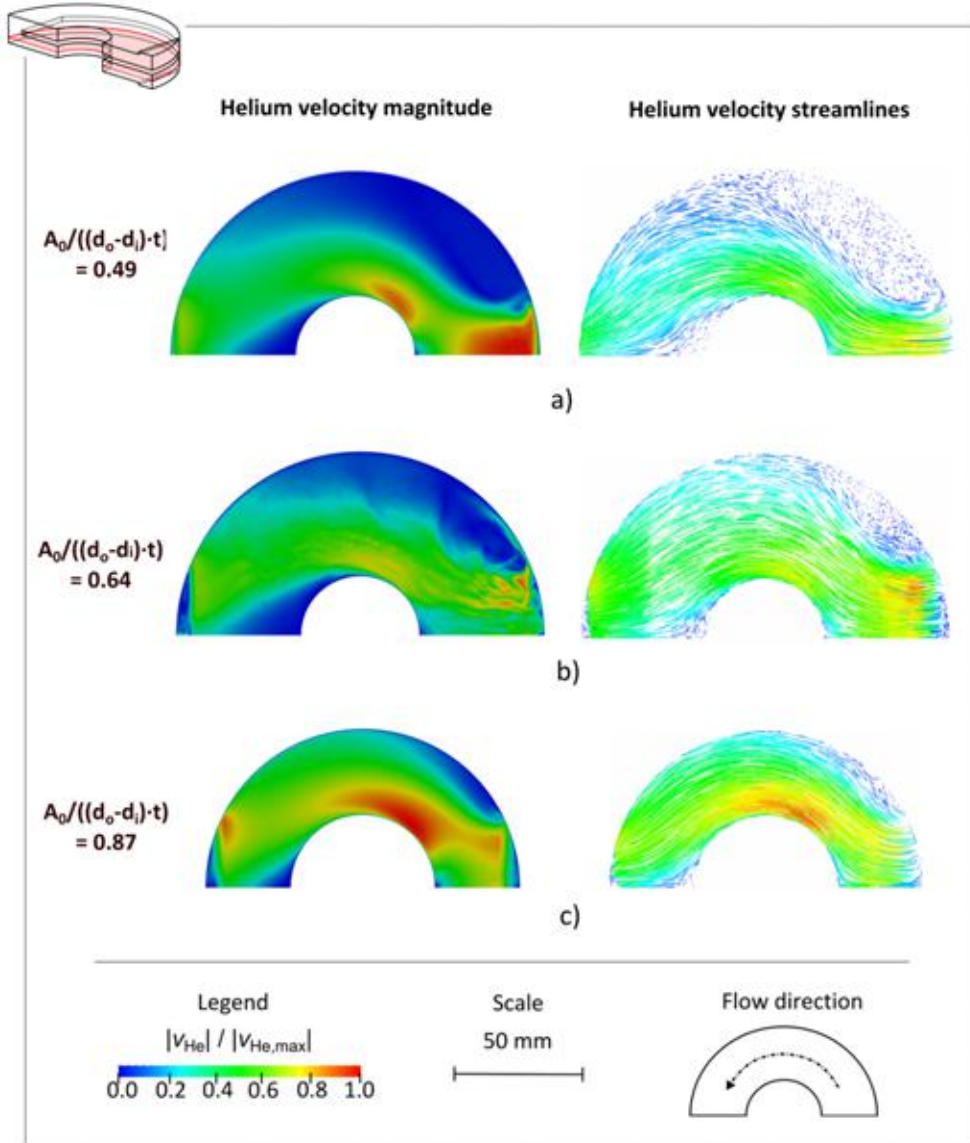 Helium velocity magnitude
Helium velocity streamlines
A₀/((dₒ-dᵢ)·t)
= 0.49
a)
A₀/((dₒ-dᵢ)·t)
= 0.64
b)
A₀/((dₒ-dᵢ)·t)
= 0.87
c)
Legend
|v_He| / |v_He,max|
0.0 0.2 0.4 0.6 0.8 1.0
Scale
50 mm
Flow direction